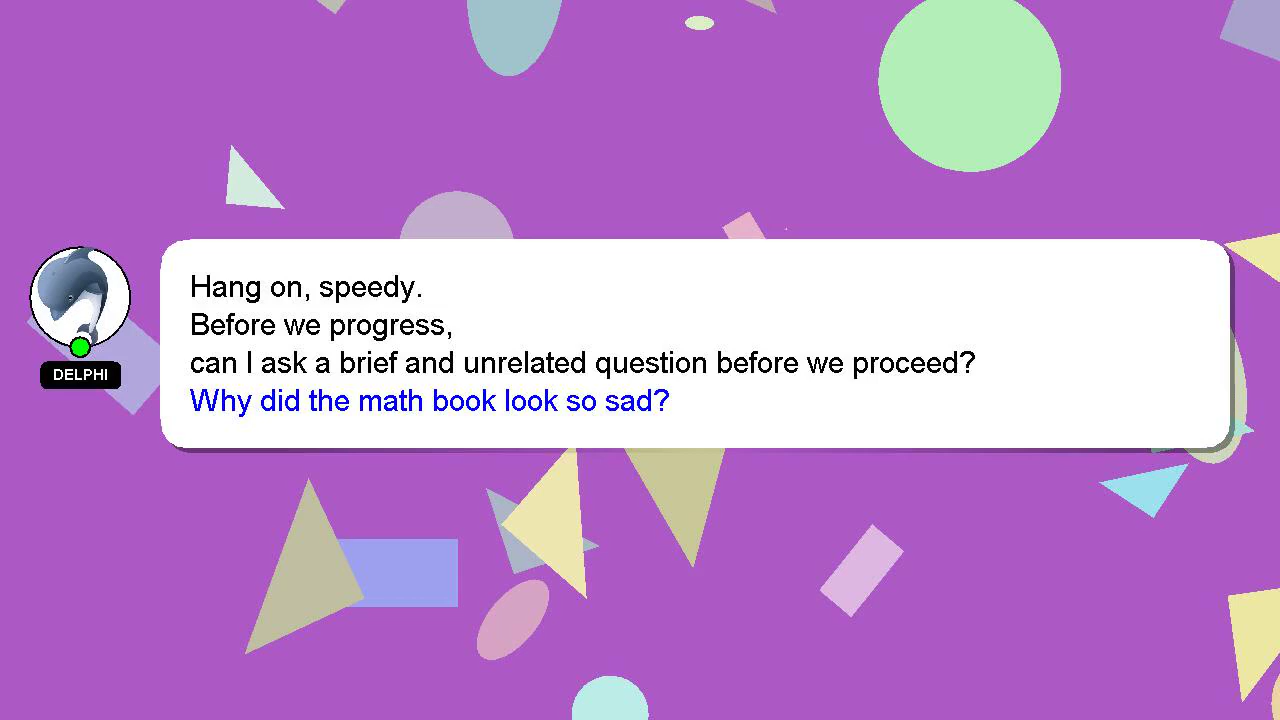 Hang on, speedy.
Before we progress,
can I ask a brief and unrelated question before we proceed?
Why did the math book look so sad?
DELPHI